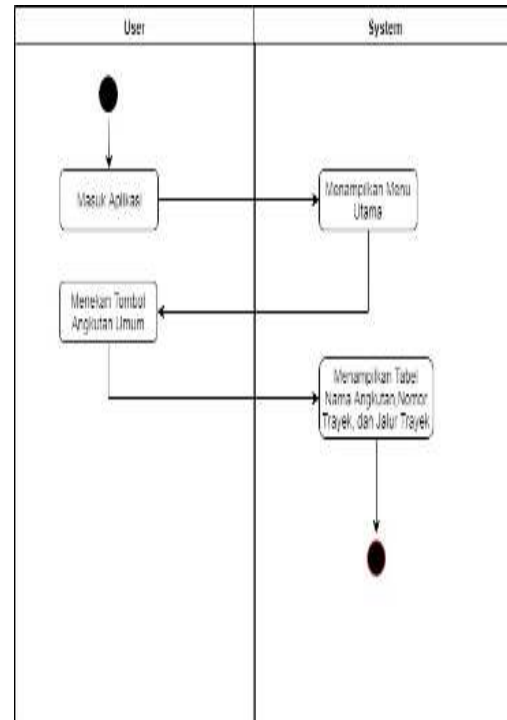 User
System
Masuk Aplikasi
Menampilkan Menu
Utama
Menekan Tombol
Angkutan Umum
Menampilkan Tabel
Nama Angkutan,Nomor
Trayek, dan Jalur Trayek